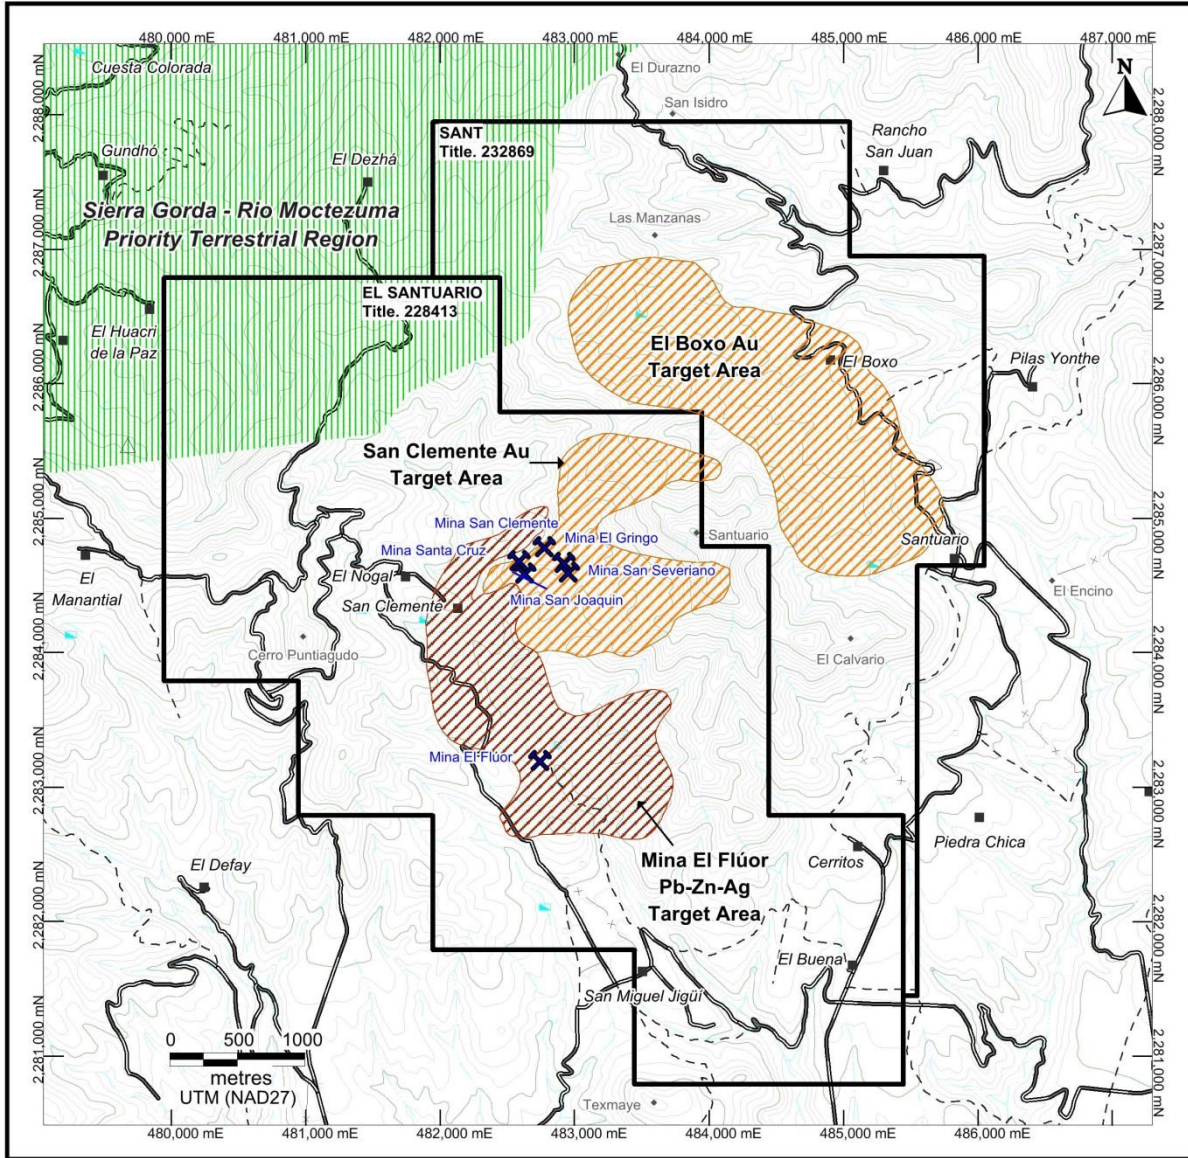 480,000 mE
481,000 mE
482,000 mE
483,000 mE
484,000 mE
485,000 mE
486,000 mE
487,000 mE
Cuesta Colorada
El Durazno
N
San Isidro
2,288,000 mN
2,288,000 mN
SANT
Title. 232869
Rancho
San Juan
Gundhó
El Dezhá
Sierra Gorda - Rio Moctezuma
Priority Terrestrial Region
Las Manzanas
2,287,000 mN
2,287,000 mN
EL SANTUARIO
Title. 228413
El Huacri
de la Paz
El Boxo Au
Target Area
El Boxo
Pilas Yonthe
2,286,000 mN
2,286,000 mN
San Clemente Au
Target Area
2,285,000 mN
2,285,000 mN
Mina San Clemente
Mina El Gringo
Santuario
Santuario
Mina Santa Cruz
Mina San Severiano
El Nogal
El
Manantial
San Clemente
Mina San Joaquin
El Encino
2,284,000 mN
2,284,000 mN
Cerro Puntiagudo
El Calvario
Mina El Flúor
2,283,000 mN
2,283,000 mN
Mina El Flúor
Pb-Zn-Ag
Target Area
Cerritos
Piedra Chica
El Defay
2,282,000 mN
2,282,000 mN
El Buena
San Miguel Jigüí
2,281,000 mN
2,281,000 mN
0 500 1000
metres
UTM (NAD27)
Texmaye
480,000 mE
481,000 mE
482,000 mE
483,000 mE
484,000 mE
485,000 mE
486,000 mE